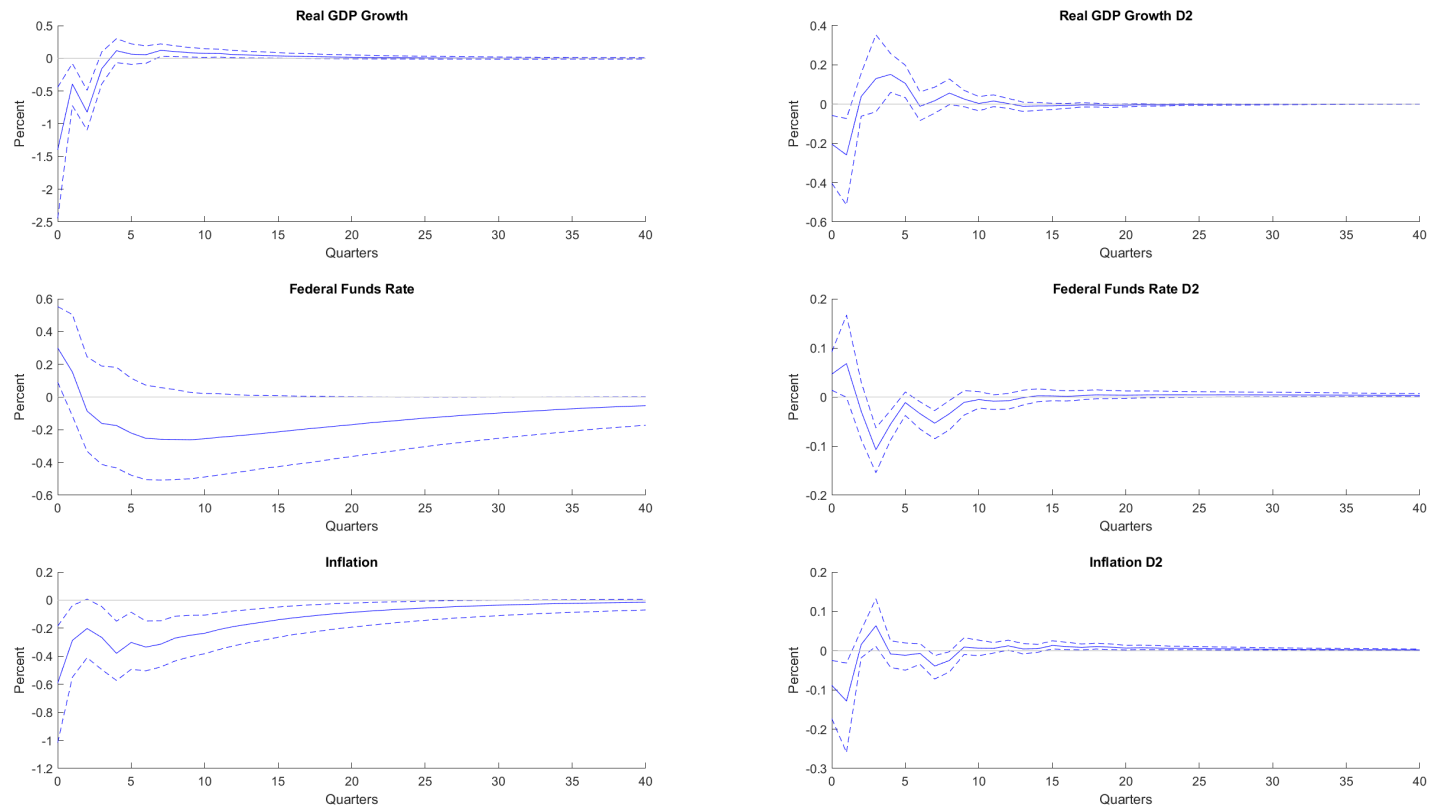 Real GDP Growth
0.5
0
-0.5
-1
-1.5
-2
-2.5
Percent
0 5 10 15 20 25 30 35 40
Quarters
Real GDP Growth D2
0.4
0.2
0
-0.2
-0.4
-0.6
Percent
0 5 10 15 20 25 30 35 40
Quarters
Federal Funds Rate
0.6
0.4
0.2
0
-0.2
-0.4
-0.6
Percent
0 5 10 15 20 25 30 35 40
Quarters
Federal Funds Rate D2
0.2
0.1
0
-0.1
-0.2
Percent
0 5 10 15 20 25 30 35 40
Quarters
Inflation
0.2
0
-0.2
-0.4
-0.6
-0.8
-1
-1.2
Percent
0 5 10 15 20 25 30 35 40
Quarters
Inflation D2
0.2
0.1
0
-0.1
-0.2
-0.3
Percent
0 5 10 15 20 25 30 35 40
Quarters